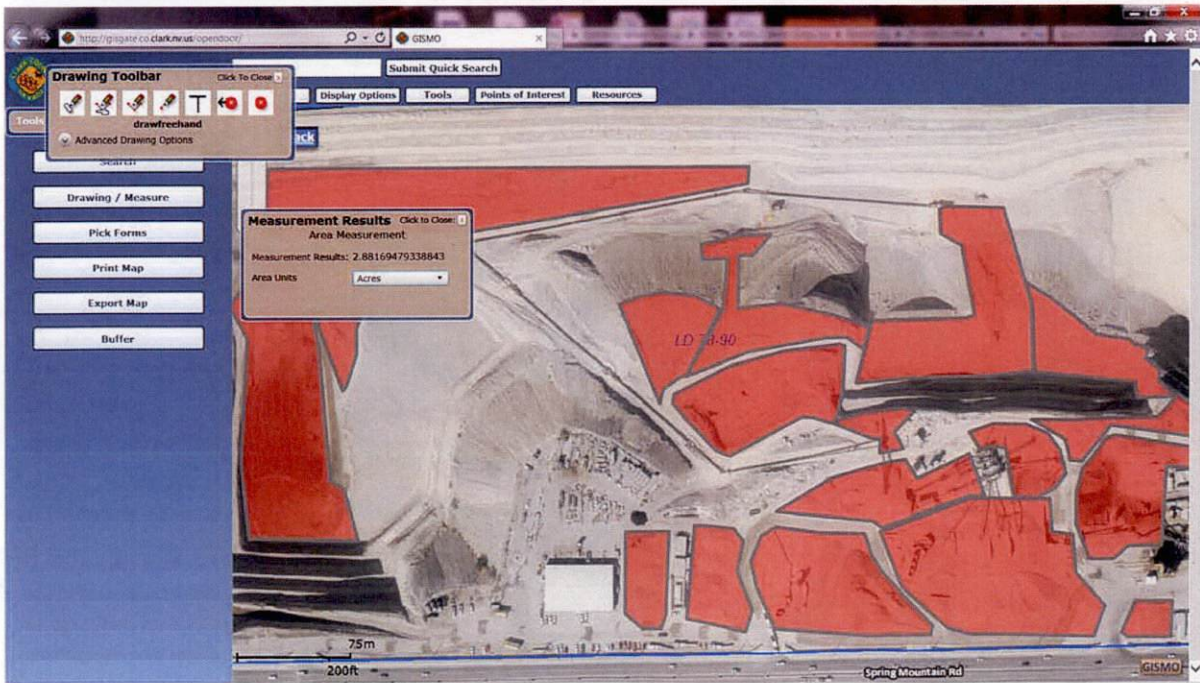 http://gisgate.co.clark.nv.us/opendoor/
GISMO
Drawing Toolbar
Click To Close
drawfreehand
Advanced Drawing Options
Submit Quick Search
Display Options
Tools
Points of Interest
Resources
Tools
Search
Drawing / Measure
Pick Forms
Print Map
Export Map
Buffer
Measurement Results
Click to Close:
Area Measurement
Measurement Results: 2.88169479338843
Area Units
Acres
75m
200ft
Spring Mountain Rd
GISMO